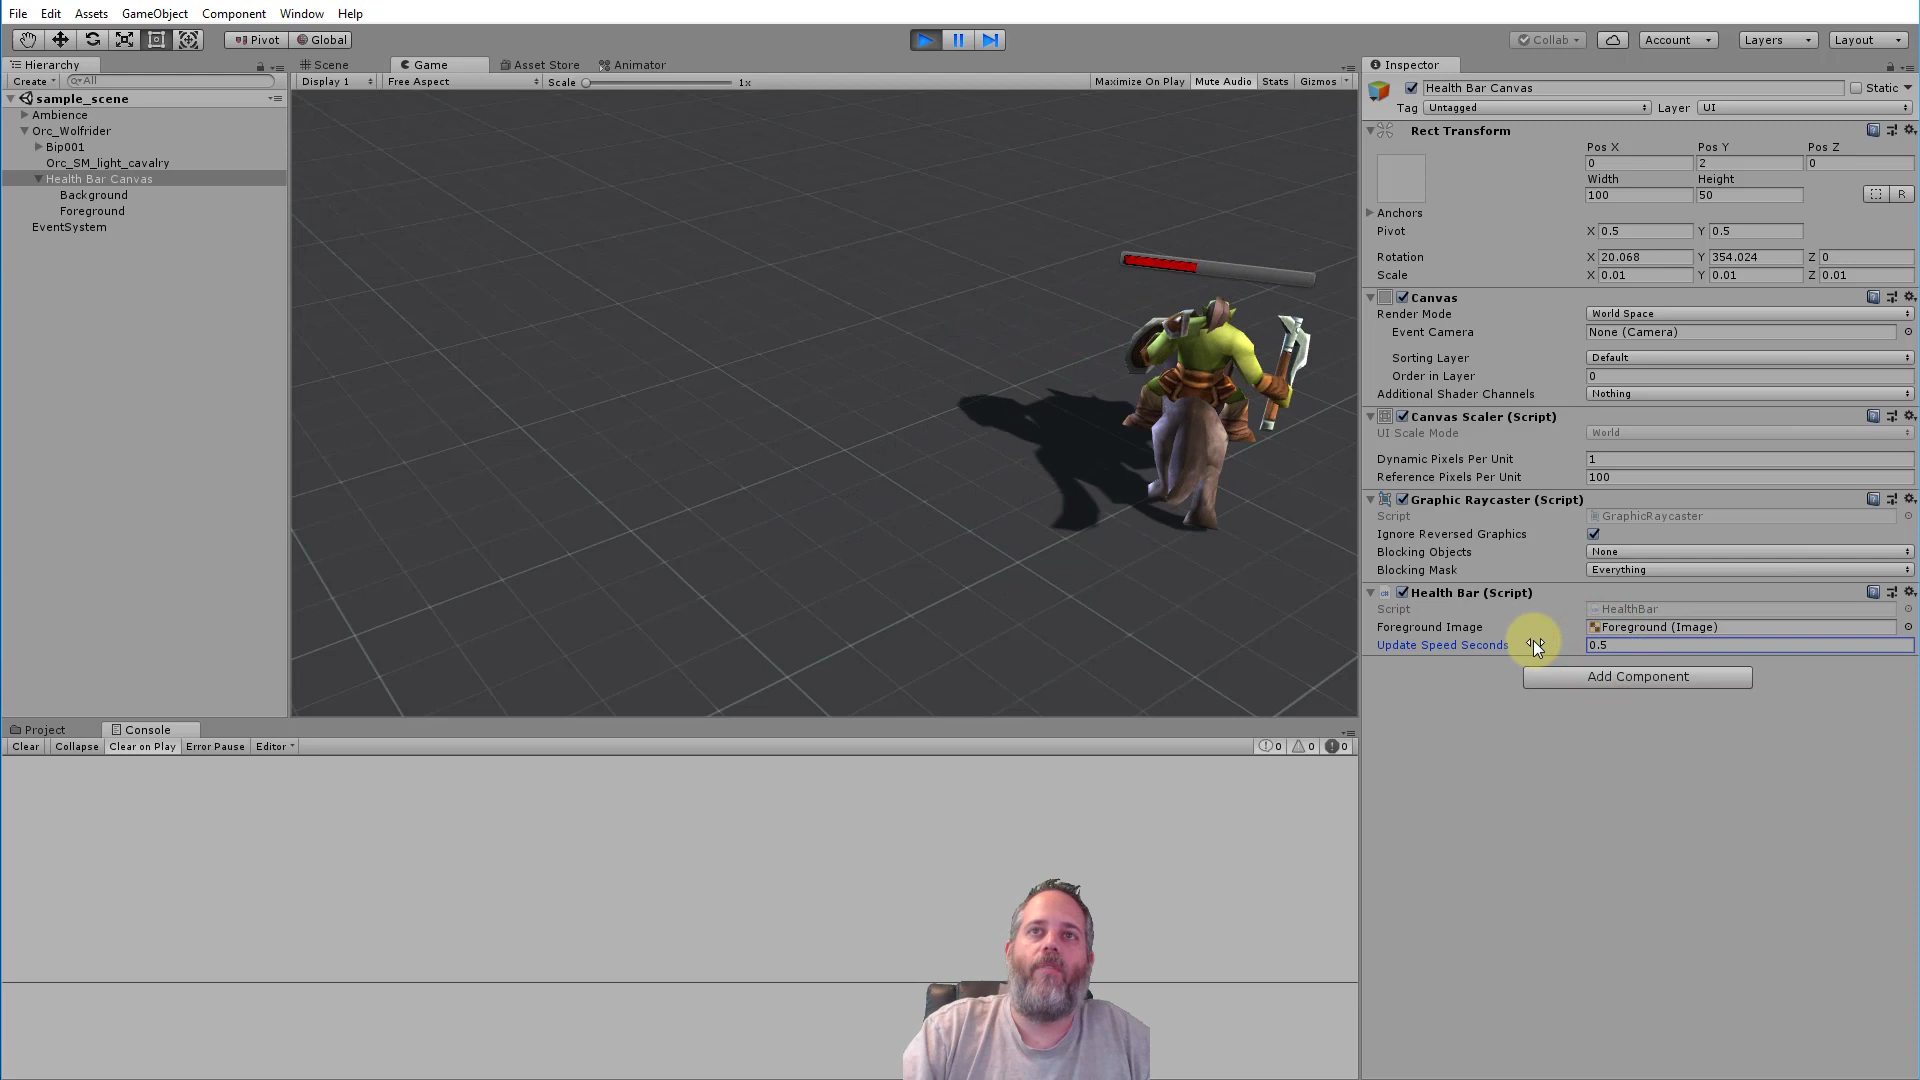 File Edit Assets GameObject Component Window Help
Pivot Global Collab Account Layers Layout
Hierarchy
Create All
sample_scene
Ambience
Orc_Wolfrider
Bip001
Orc_SM_light_cavalry
Health Bar Canvas
Background
Foreground
EventSystem
Scene Game Asset Store Animator
Display 1 Free Aspect Scale 1x Maximize On Play Mute Audio Stats Gizmos
Inspector
Health Bar Canvas Static
Tag Untagged Layer UI
Rect Transform
Pos X Pos Y Pos Z
0 2 0
Width Height
100 50 R
Anchors
Pivot X 0.5 Y 0.5
Rotation X 20.068 Y 354.024 Z 0
Scale X 0.01 Y 0.01 Z 0.01
Canvas
Render Mode World Space
Event Camera None (Camera)
Sorting Layer Default
Order in Layer 0
Additional Shader Channels Nothing
Canvas Scaler (Script)
UI Scale Mode World
Dynamic Pixels Per Unit 1
Reference Pixels Per Unit 100
Graphic Raycaster (Script)
Script GraphicRaycaster
Ignore Reversed Graphics
Blocking Objects None
Blocking Mask Everything
Health Bar (Script)
Script HealthBar
Foreground Image Foreground (Image)
Update Speed Seconds 0.5
Add Component
Project Console
Clear Collapse Clear on Play Error Pause Editor 0 0 0